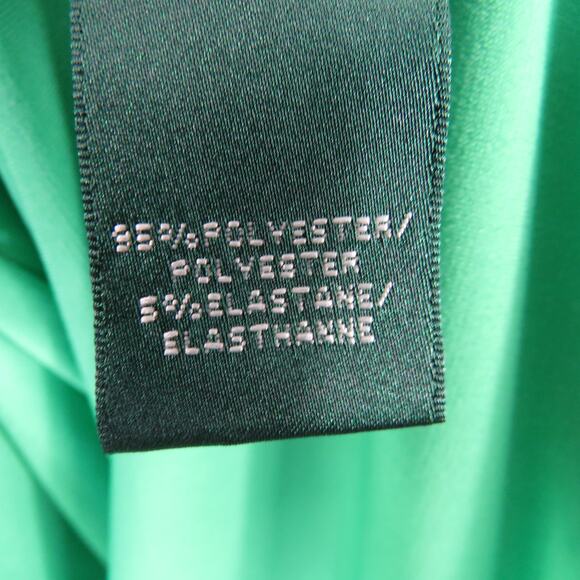 95%POLYESTER/
POLYESTER
5%ELASTANE/
ELASTHANNE